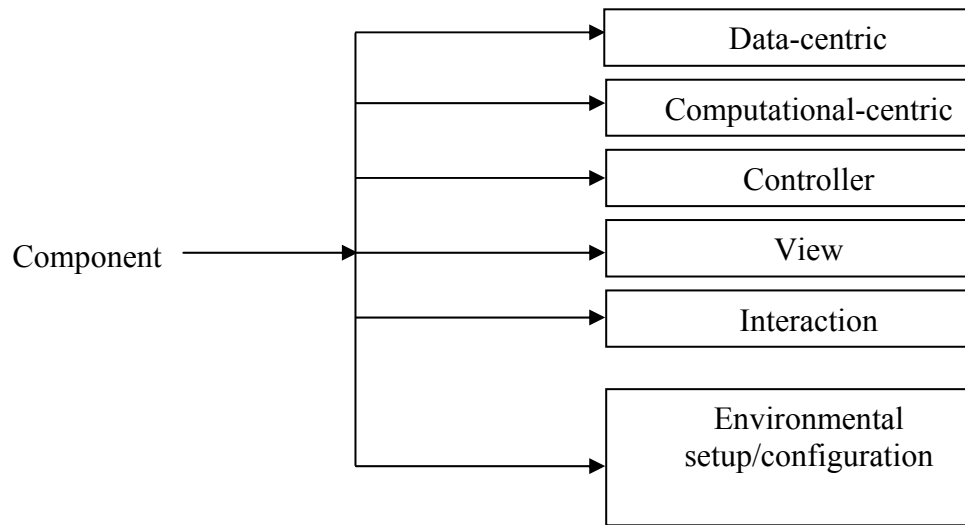 Data-centric
Computational-centric
Controller
Component
View
Interaction
Environmental
setup/configuration